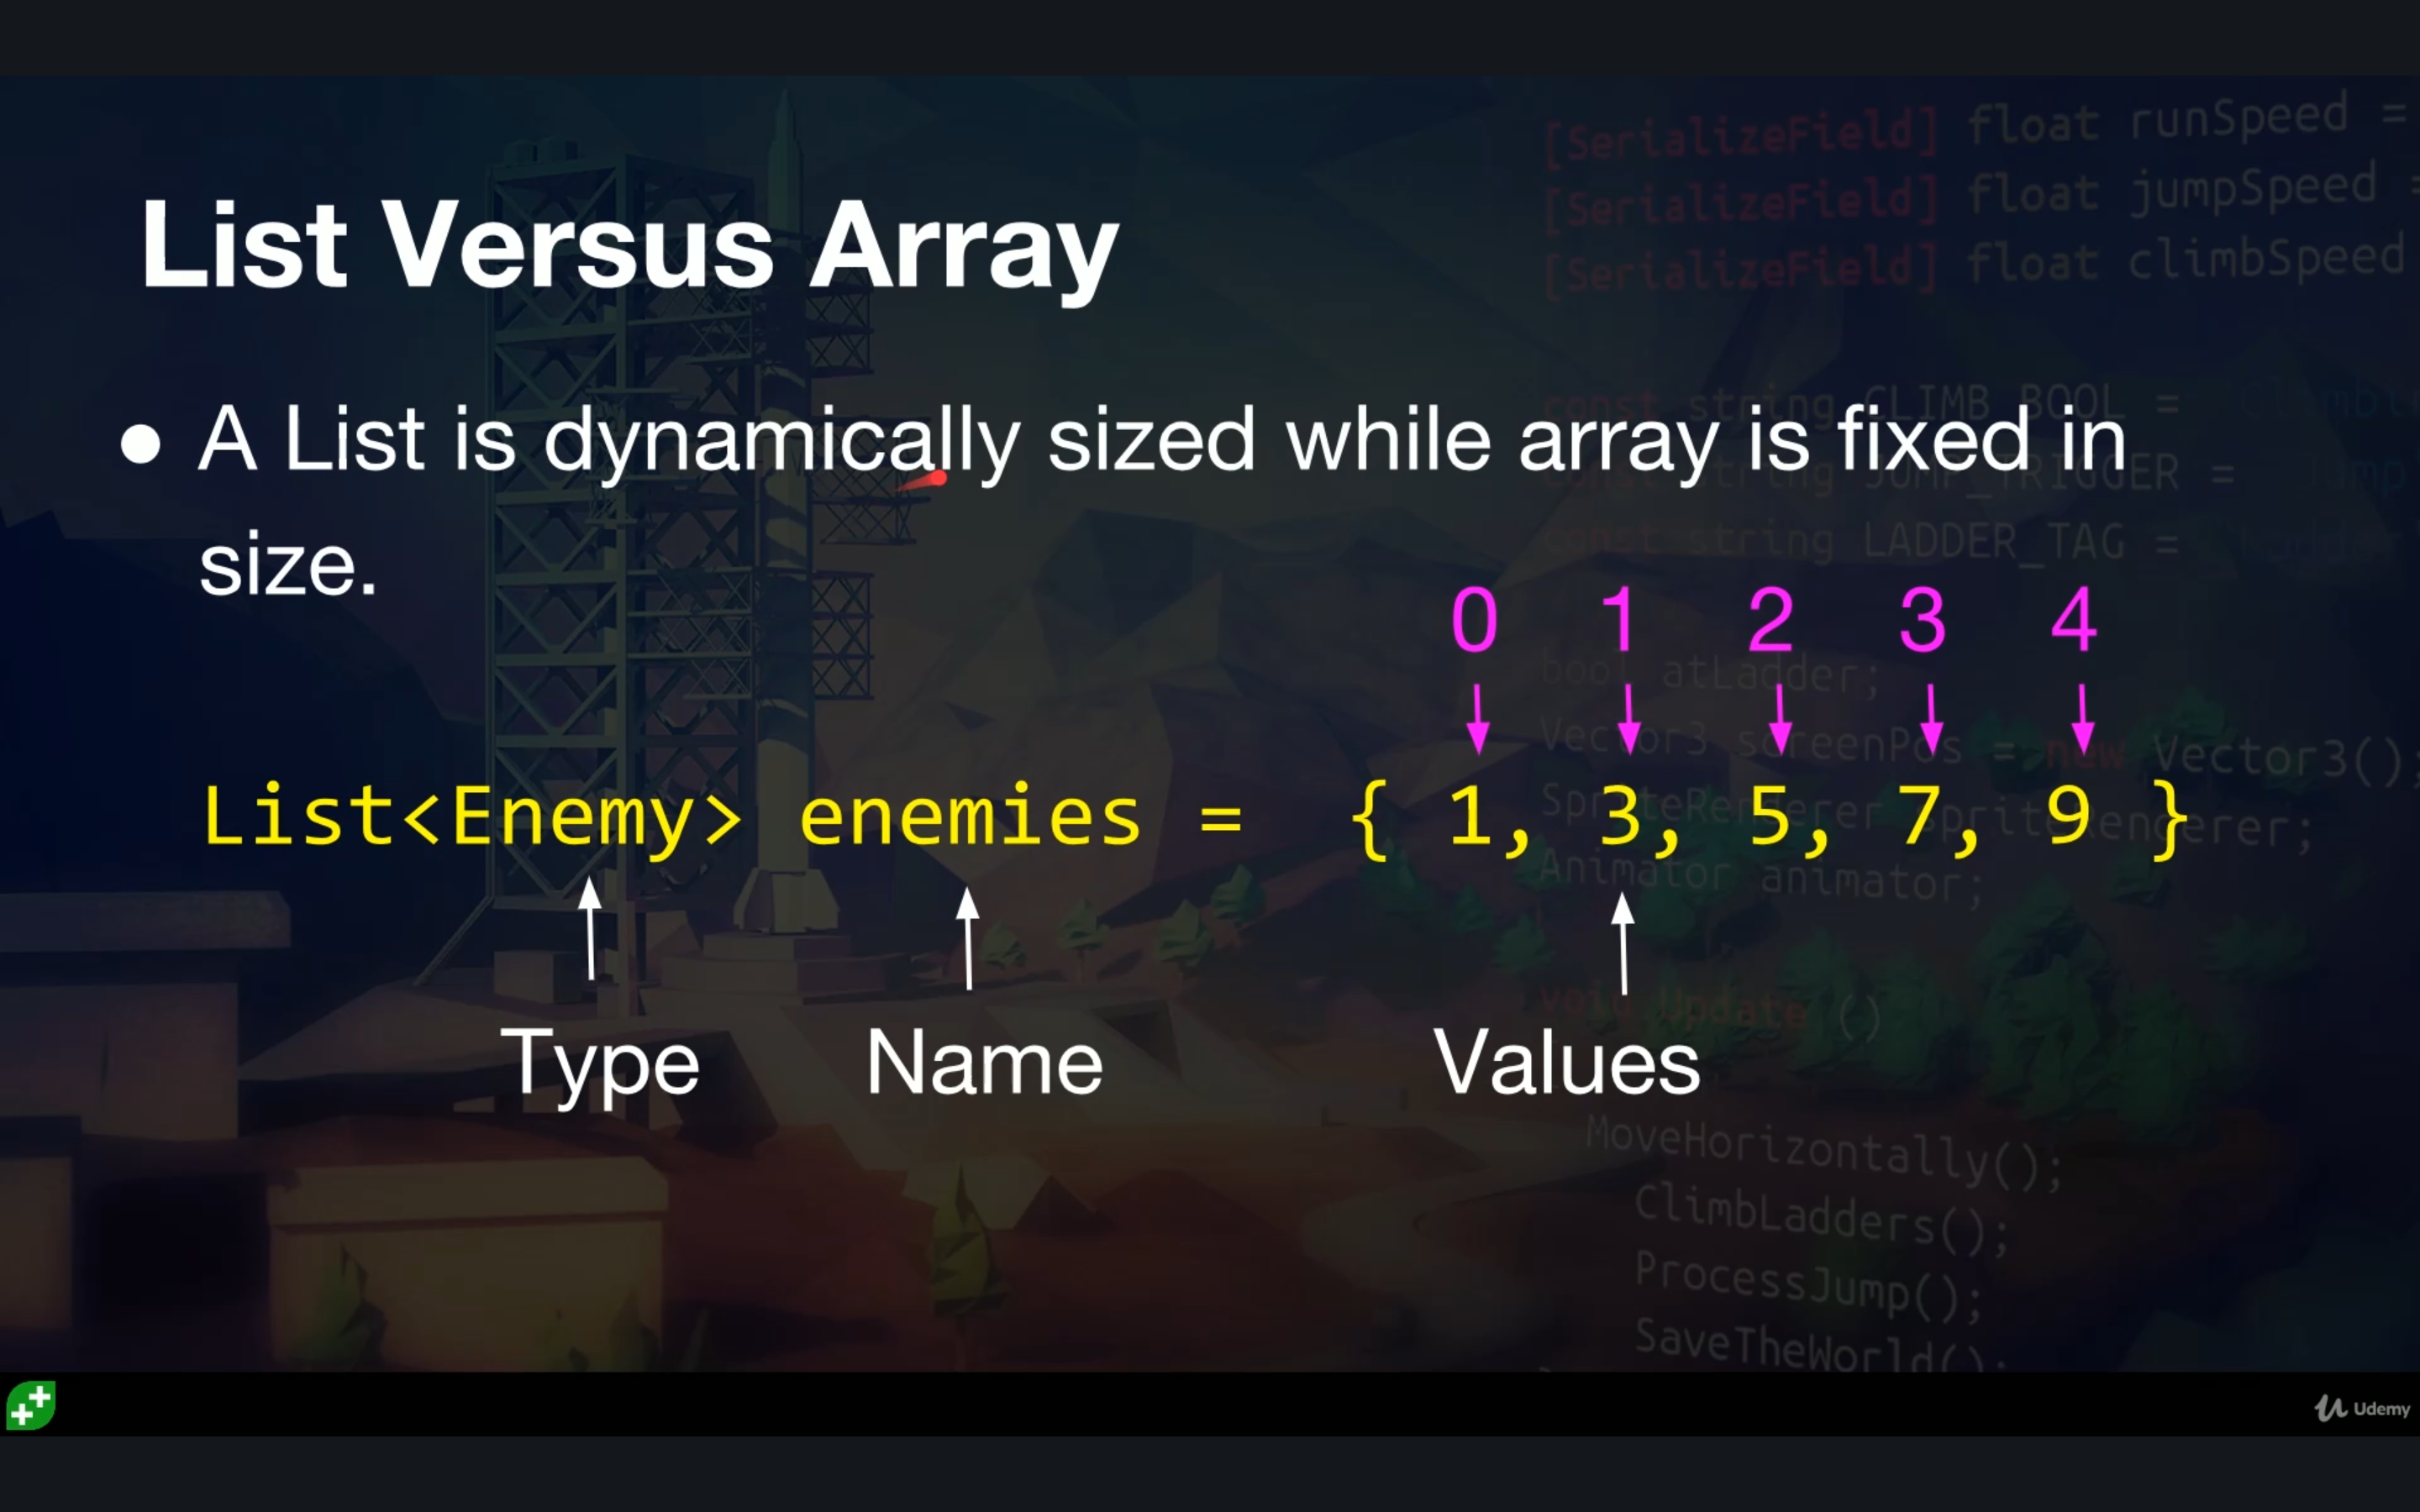 List Versus Array
● A List is dynamically sized while array is fixed in
size.
0 1 2 3 4
List<Enemy> enemies = { 1, 3, 5, 7, 9 }
Type Name Values
[SerializeField] float runSpeed =
[SerializeField] float jumpSpeed =
[SerializeField] float climbSpeed
const string CLIMB_BOOL =
const string JUMP_TRIGGER =
const string LADDER_TAG =
bool atLadder;
Vector3 screenPos = new Vector3();
SpriteRenderer spriteRenderer;
Animator animator;
void Update ()
MoveHorizontally();
ClimbLadders();
ProcessJump();
SaveTheWorld();
Udemy